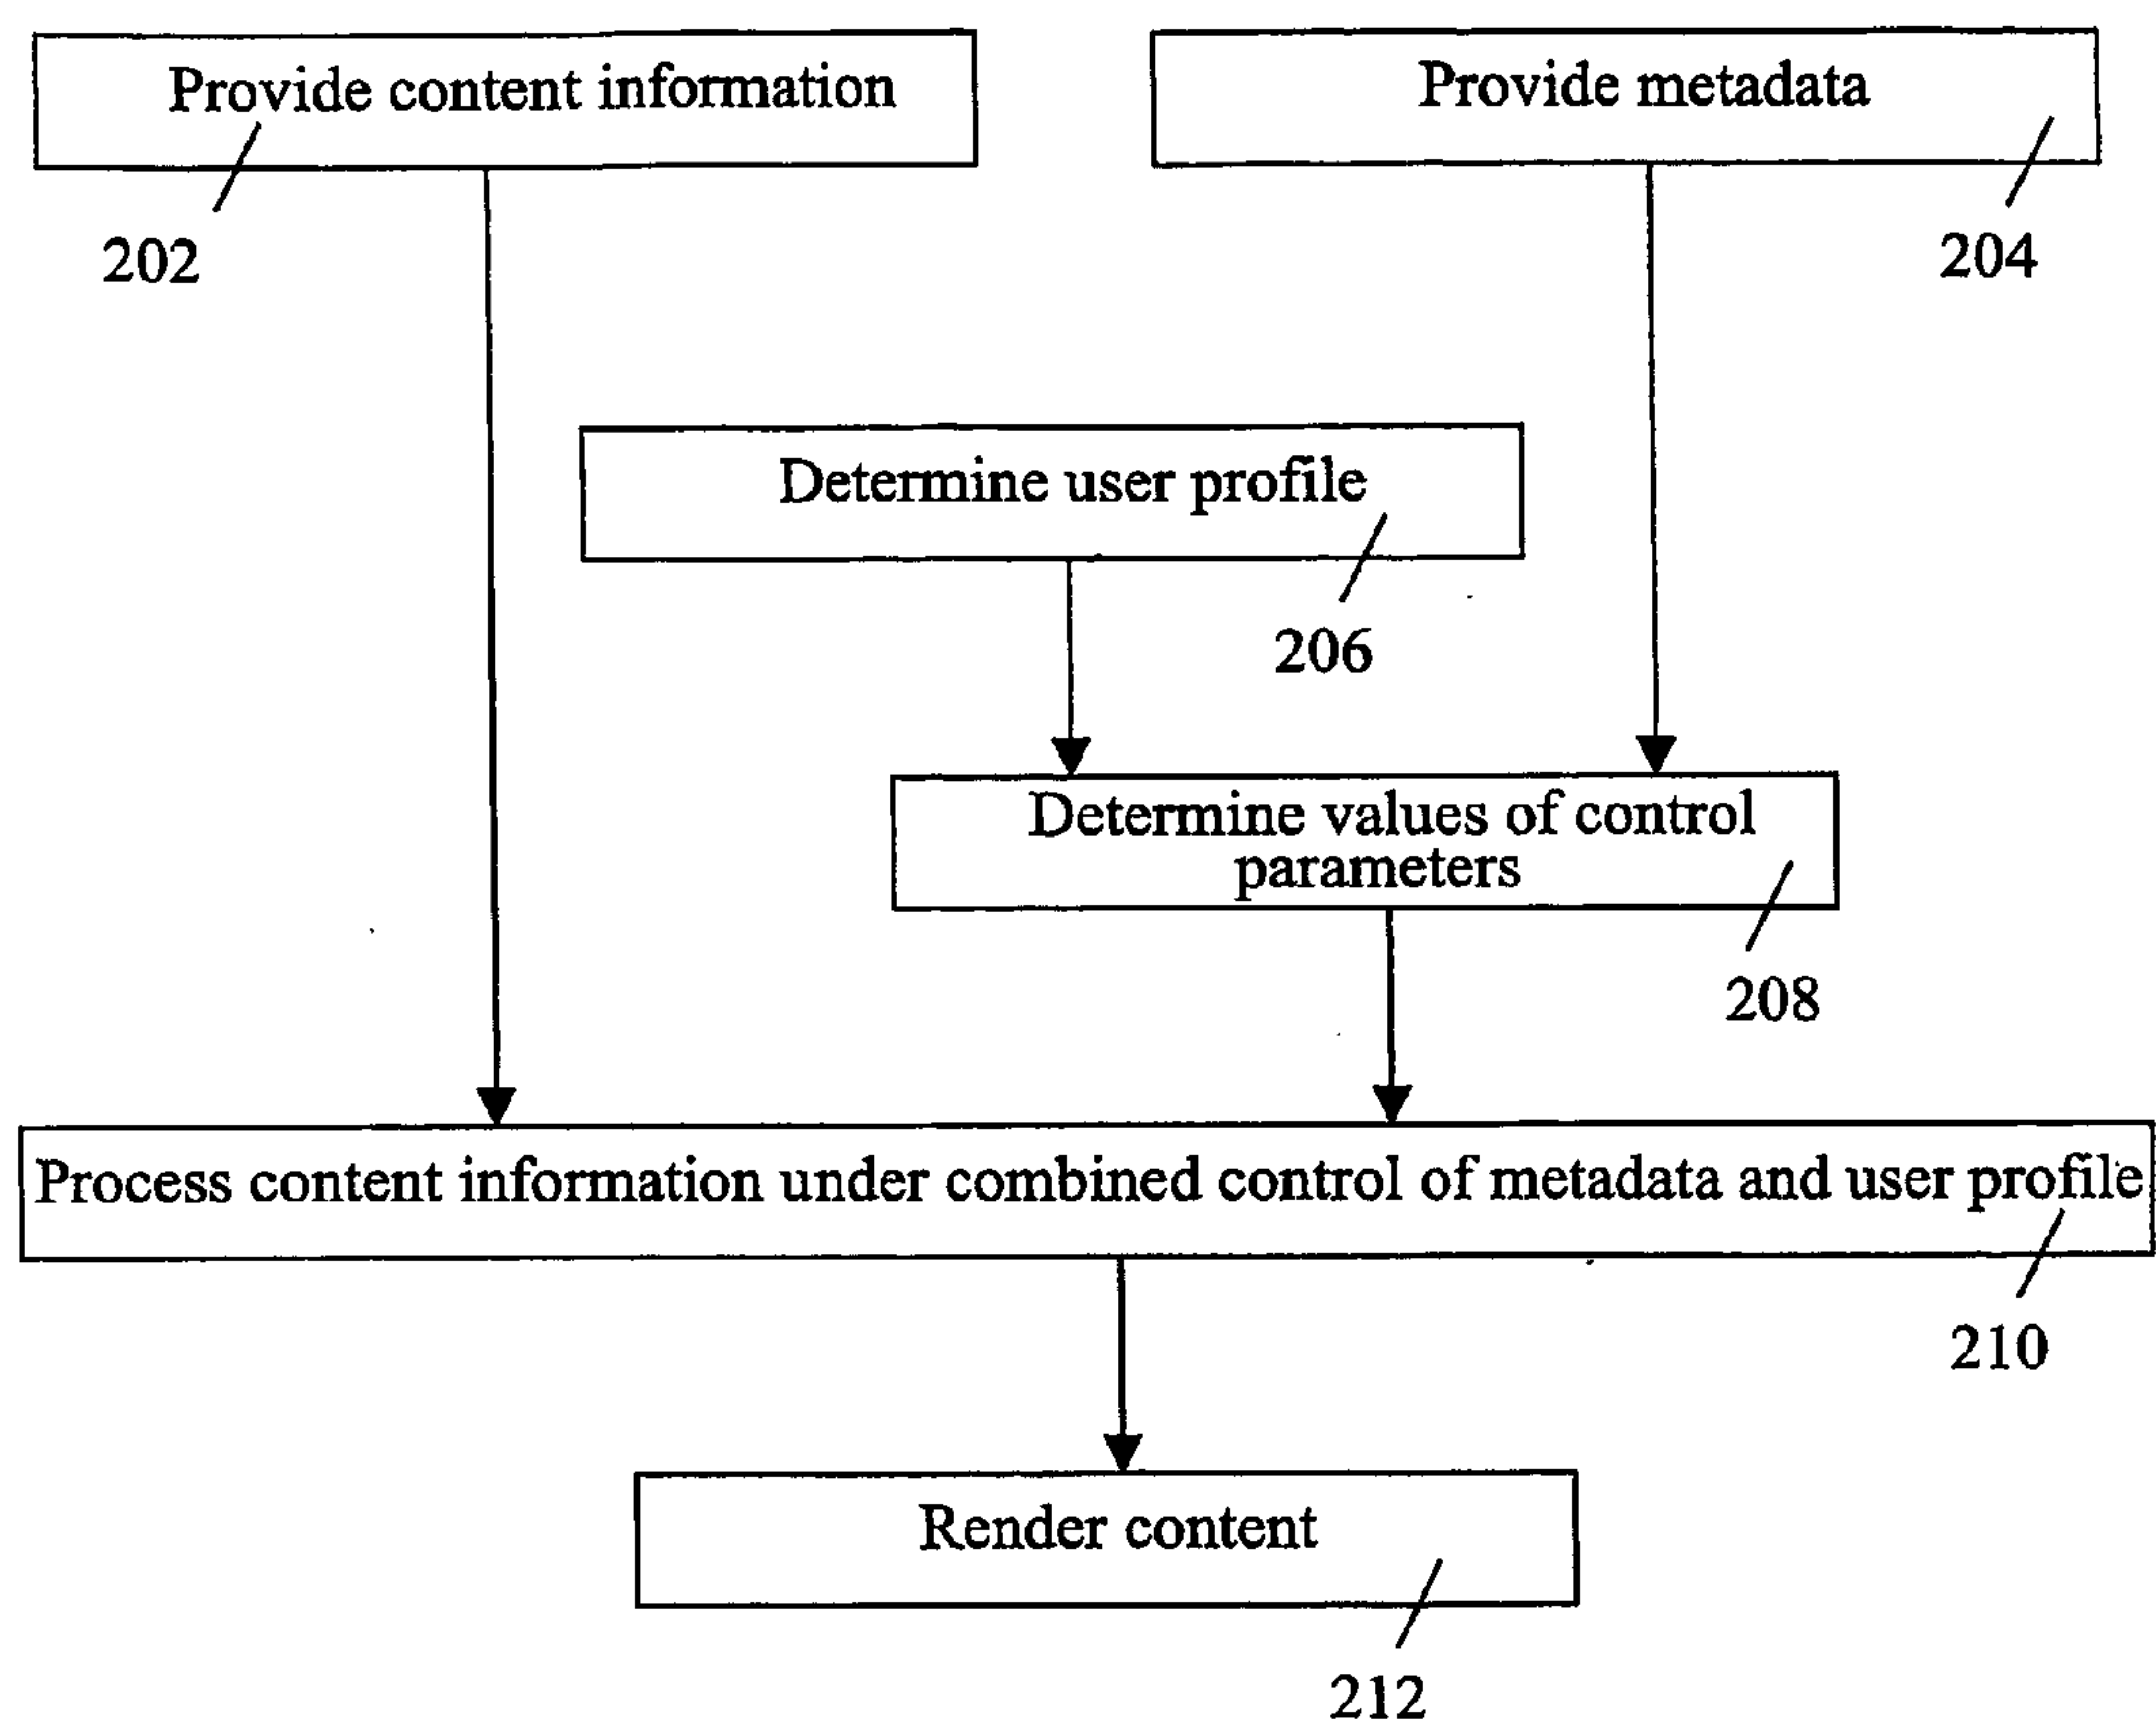 Provide content information
Provide metadata
202
204
Determine user profile
206
Determine values of control
parameters
208
Process content information under combined control of metadata and user profile
210
Render content
212